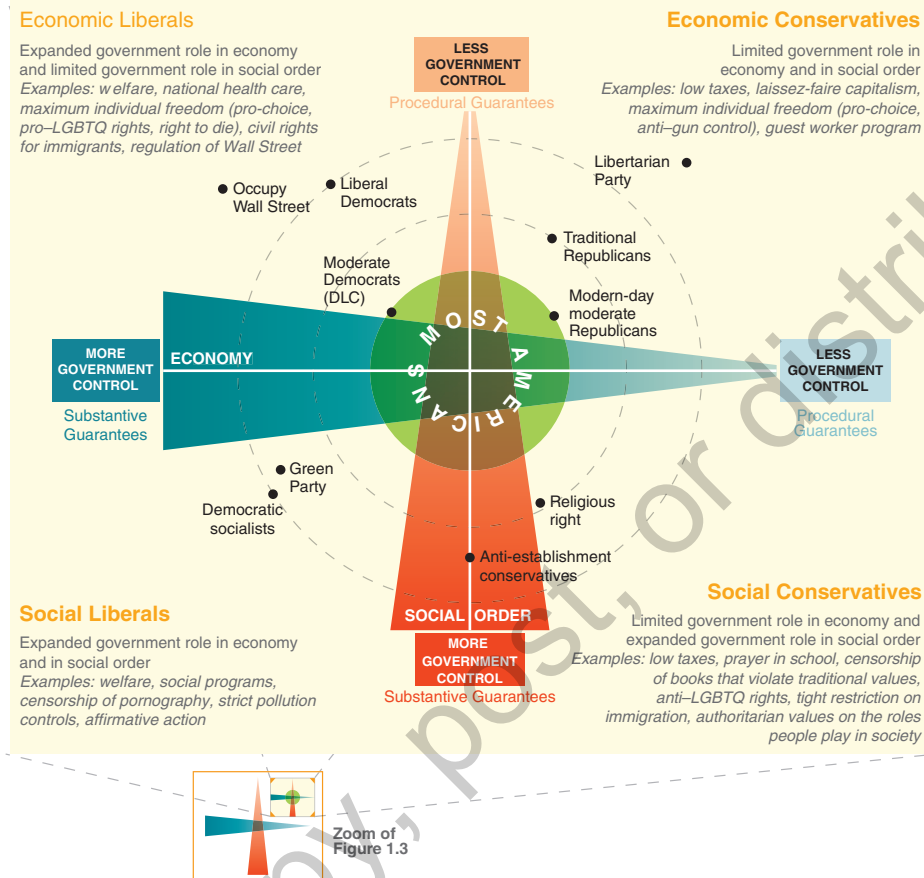 Economic Liberals
Expanded government role in economy
and limited government role in social order
Examples: welfare, national health care,
maximum individual freedom (pro-choice,
pro–LGBTQ rights, right to die), civil rights
for immigrants, regulation of Wall Street
LESS
GOVERNMENT
CONTROL
Procedural Guarantees
Economic Conservatives
Limited government role in
economy and in social order
Examples: low taxes, laissez-faire capitalism,
maximum individual freedom (pro-choice,
anti–gun control), guest worker program
Libertarian
Party
Occupy
Wall Street
Liberal
Democrats
Traditional
Republicans
Moderate
Democrats
(DLC)
Modern-day
moderate
Republicans
MOST AMERICANS
MORE
GOVERNMENT
CONTROL
Substantive
Guarantees
ECONOMY
LESS
GOVERNMENT
CONTROL
Procedural
Guarantees
Green
Party
Democratic
socialists
Religious
right
Anti-establishment
conservatives
SOCIAL ORDER
MORE
GOVERNMENT
CONTROL
Substantive Guarantees
Social Liberals
Expanded government role in economy
and in social order
Examples: welfare, social programs,
censorship of pornography, strict pollution
controls, affirmative action
Social Conservatives
Limited government role in economy and
expanded government role in social order
Examples: low taxes, prayer in school, censorship
of books that violate traditional values,
anti–LGBTQ rights, tight restriction on
immigration, authoritarian values on the roles
people play in society
Zoom of
Figure 1.3
post, or